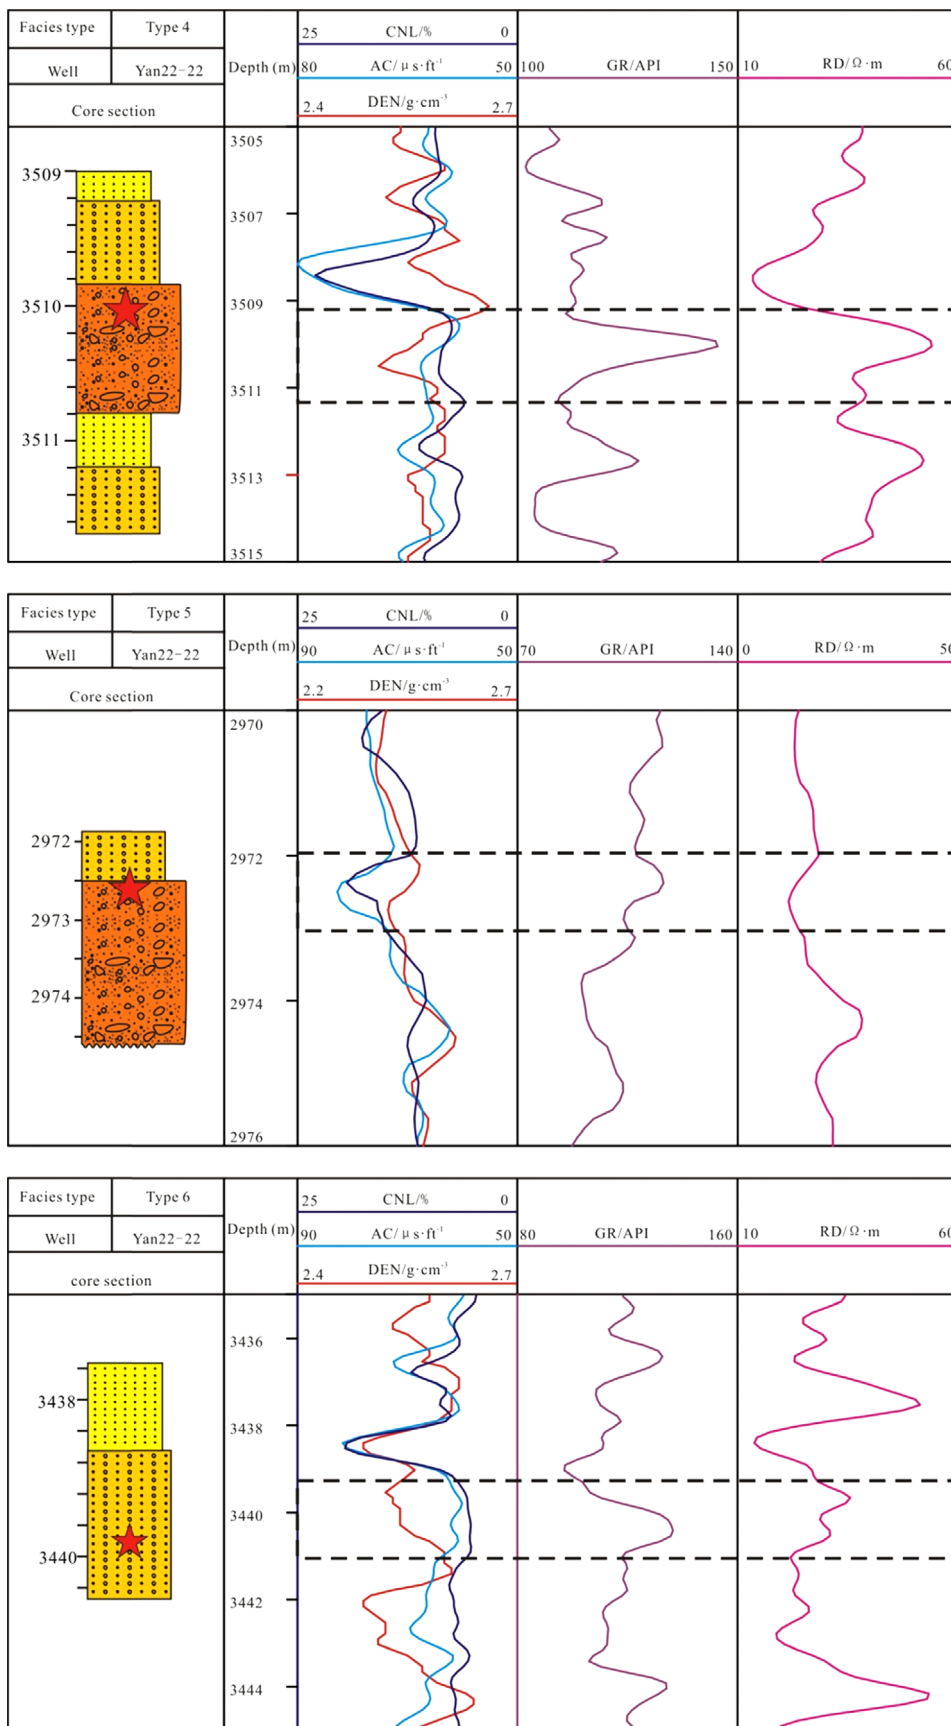 Facies type Type 4 25 CNL/% 0
Well Yan22-22 Depth (m) 80 AC/μs·ft⁻¹ 50 100 GR/API 150 10 RD/Ω·m 60
Core section 2.4 DEN/g·cm⁻³ 2.7
3505
3509
3507
3510 3509
3511
3511
3513
3515
Facies type Type 5 25 CNL/% 0
Well Yan22-22 Depth (m) 90 AC/μs·ft⁻¹ 50 70 GR/API 140 0 RD/Ω·m
Core section 2.2 DEN/g·cm⁻³ 2.7
2970
2972 2972
2973
2974 2974
2976
Facies type Type 6 25 CNL/% 0
Well Yan22-22 Depth (m) 90 AC/μs·ft⁻¹ 50 80 GR/API 160 10 RD/Ω·m 60
core section 2.4 DEN/g·cm⁻³ 2.7
3436
3438
3438
3440
3440
3442
3444